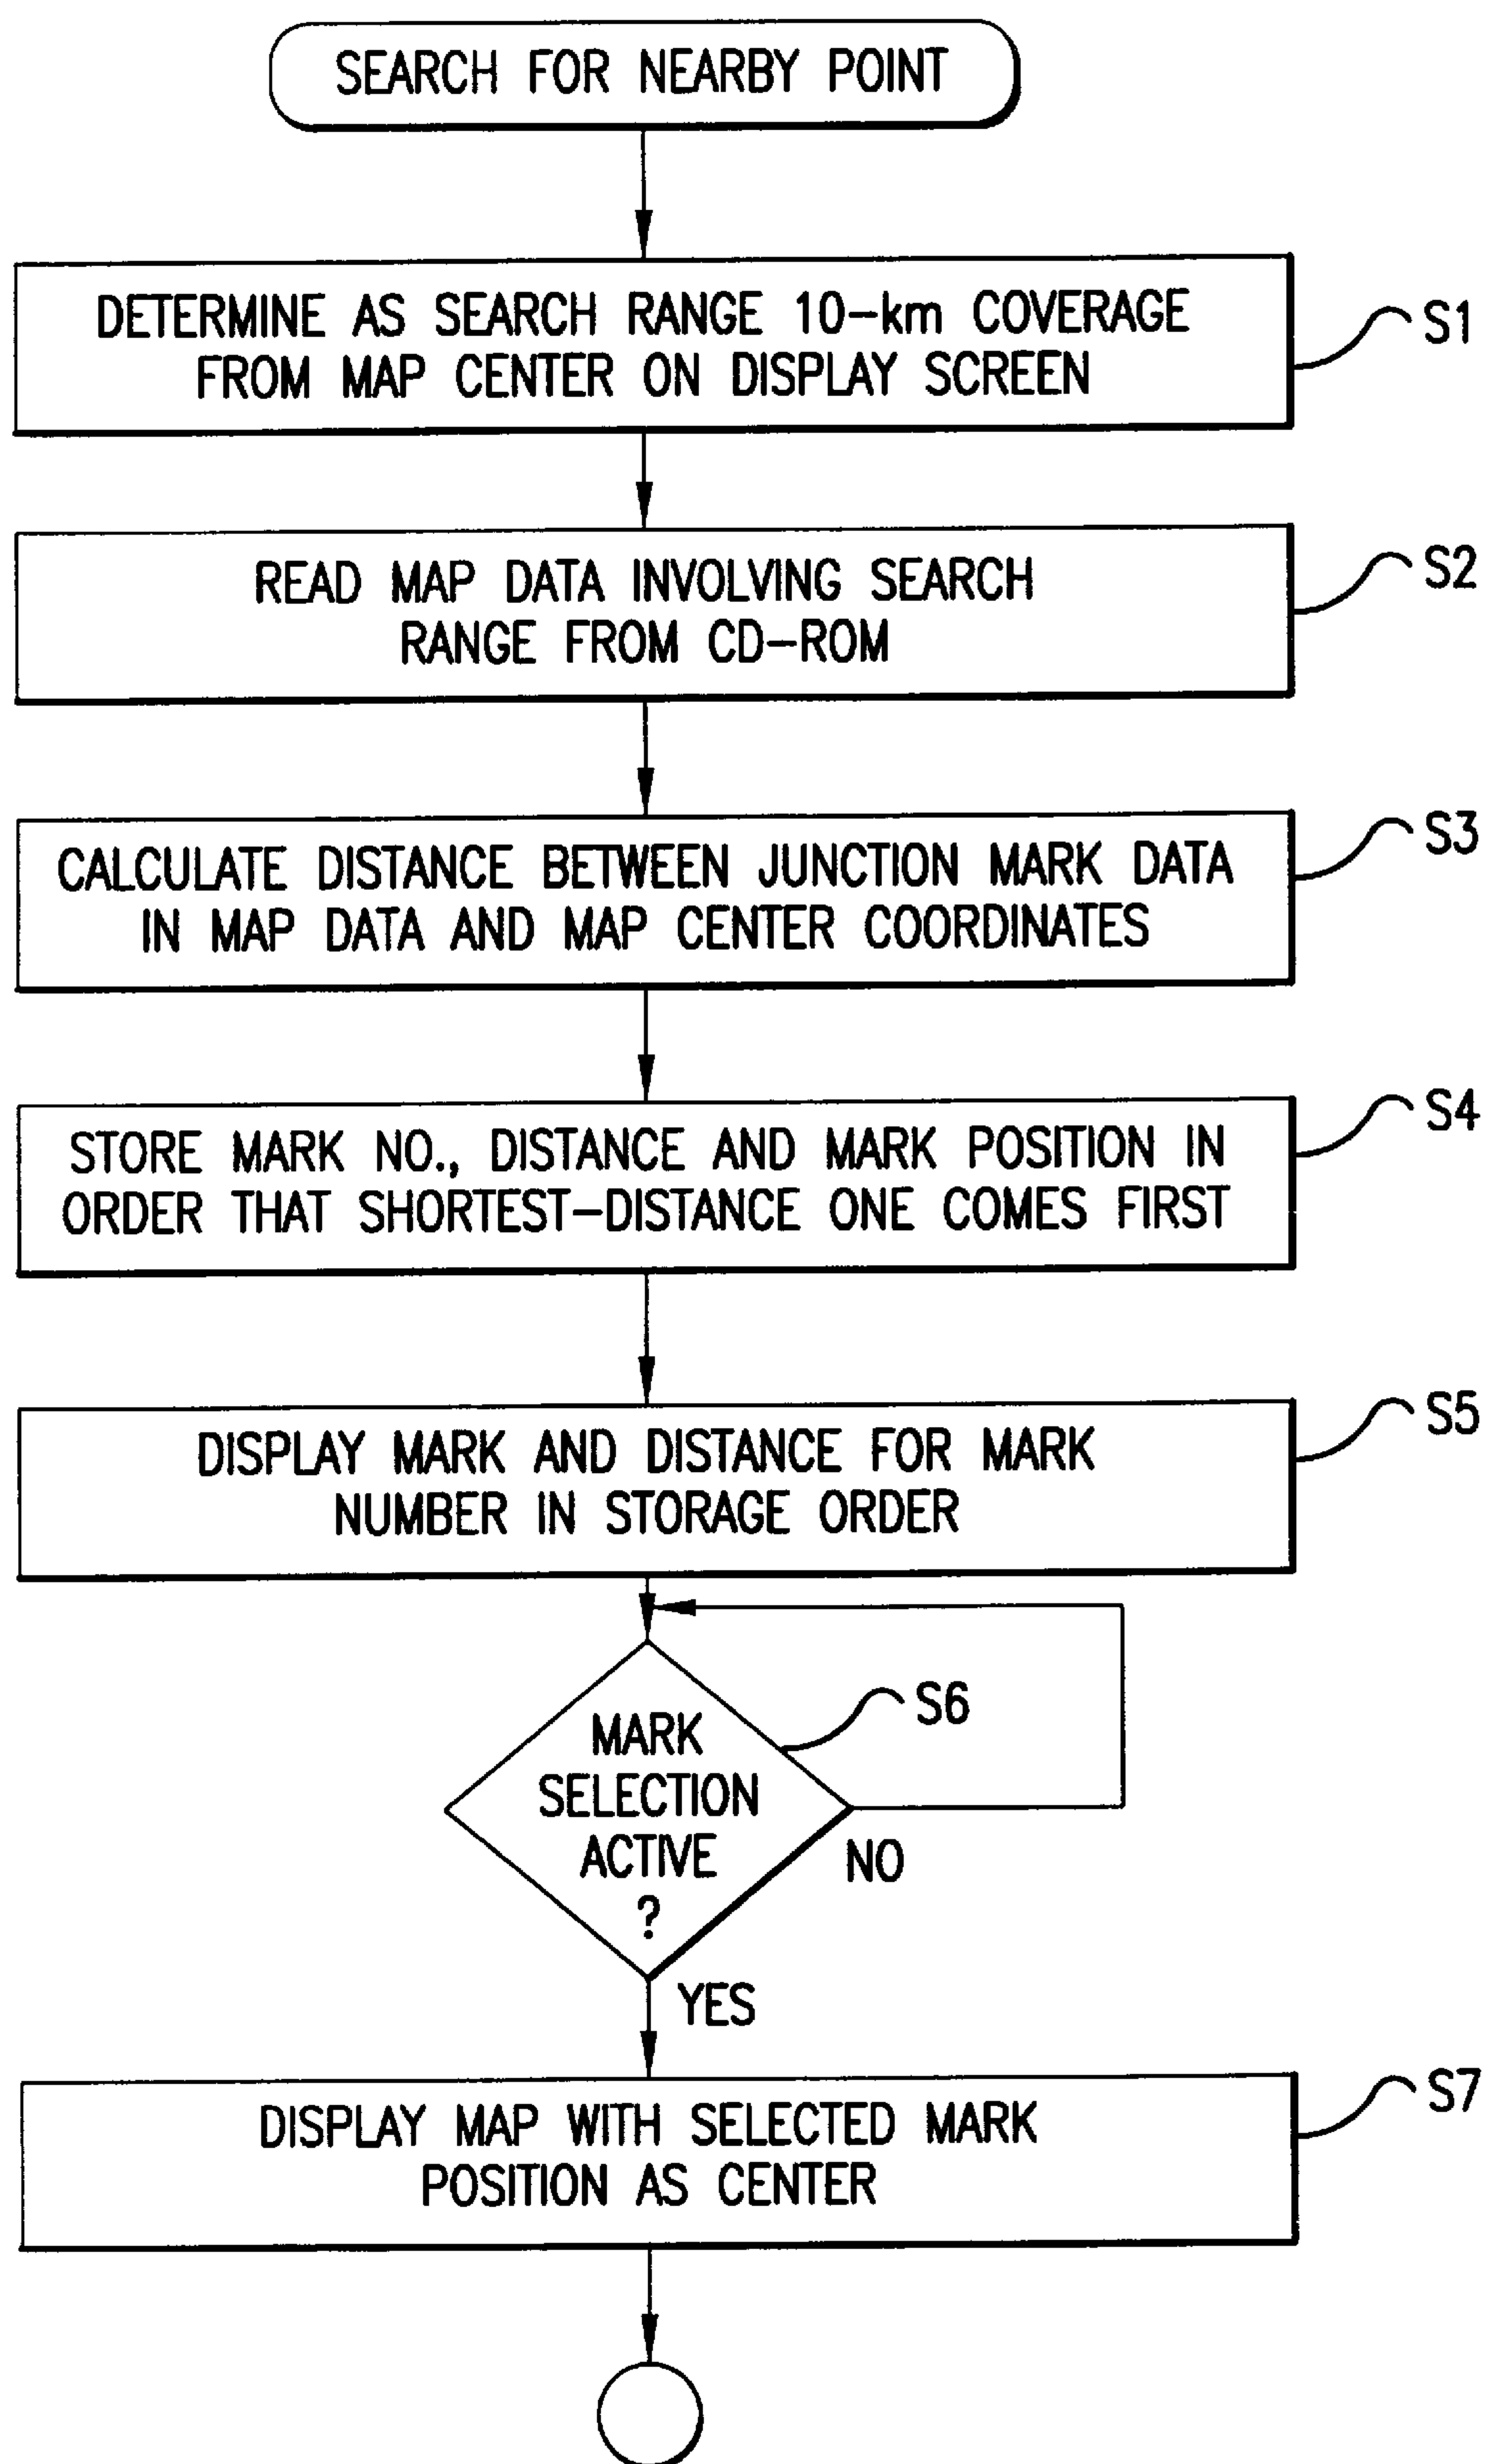 SEARCH FOR NEARBY POINT
DETERMINE AS SEARCH RANGE 10-km COVERAGE
FROM MAP CENTER ON DISPLAY SCREEN
S1
READ MAP DATA INVOLVING SEARCH
RANGE FROM CD-ROM
S2
CALCULATE DISTANCE BETWEEN JUNCTION MARK DATA
IN MAP DATA AND MAP CENTER COORDINATES
S3
STORE MARK NO., DISTANCE AND MARK POSITION IN
ORDER THAT SHORTEST-DISTANCE ONE COMES FIRST
S4
DISPLAY MARK AND DISTANCE FOR MARK
NUMBER IN STORAGE ORDER
S5
MARK
SELECTION
ACTIVE
?
S6
NO
YES
DISPLAY MAP WITH SELECTED MARK
POSITION AS CENTER
S7